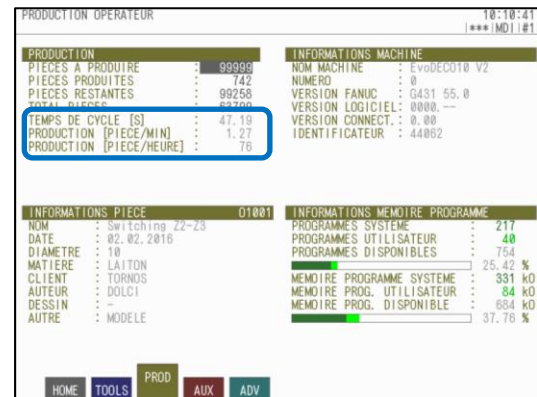 PRODUCTION OPERATEUR
10:10:41
|*** |MDI |#1
PRODUCTION
PIECES A PRODUIRE : 99999
PIECES PRODUITES : 742
PIECES RESTANTES : 99258
TOTAL PIECES : 63799
TEMPS DE CYCLE [S] : 47.19
PRODUCTION [PIECE/MIN] : 1.27
PRODUCTION [PIECE/HEURE] : 76
INFORMATIONS MACHINE
NOM MACHINE : EvoDECO10 V2
NUMERO : 0
VERSION FANUC : G431 55.0
VERSION LOGICIEL: 0000.--
VERSION CONNECT.: 0.00
IDENTIFICATEUR : 44062
INFORMATIONS PIECE O1001
NOM : Switching Z2-Z3
DATE : 02.02.2016
DIAMETRE : 10
MATIERE : LAITON
CLIENT : TORNOS
AUTEUR : DOLCI
DESSIN : -
AUTRE : MODELE
INFORMATIONS MEMOIRE PROGRAMME
PROGRAMMES SYSTEME : 217
PROGRAMMES UTILISATEUR : 40
PROGRAMMES DISPONIBLES : 754
25.42 %
MEMOIRE PROGRAMME SYSTEME : 331 kO
MEMOIRE PROG. UTILISATEUR : 84 kO
MEMOIRE PROG. DISPONIBLE : 684 kO
37.76 %
HOME TOOLS PROD AUX ADV